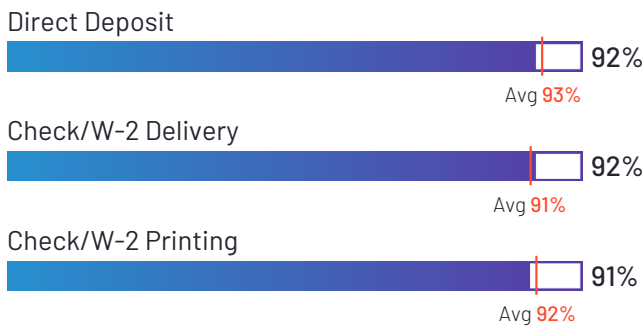 Direct Deposit
92%
Avg 93%
Check/W-2 Delivery
92%
Avg 91%
Check/W-2 Printing
91%
Avg 92%